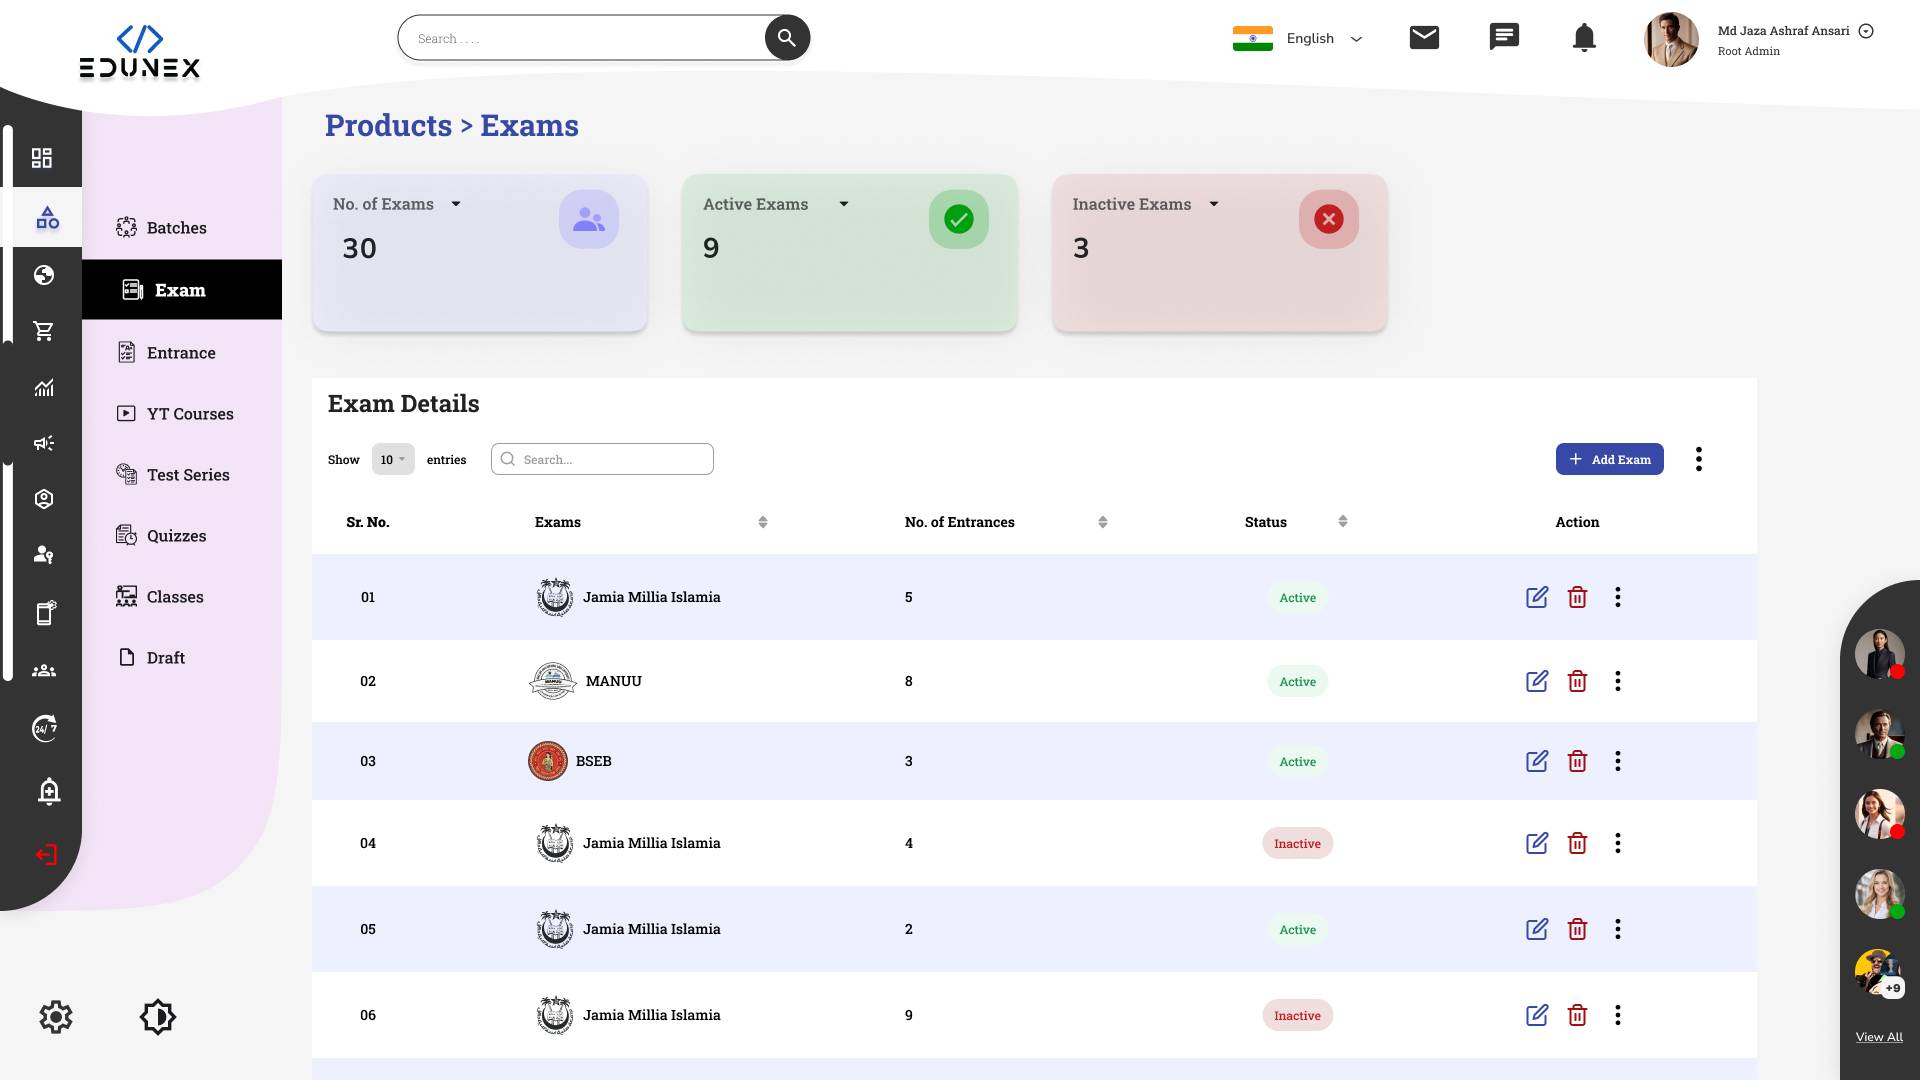 EDUNEX
Search . . . .
English
Md Jaza Ashraf Ansari
Root Admin
Products > Exams
No. of Exams
30
Active Exams
9
Inactive Exams
3
Batches
Exam
Entrance
YT Courses
Test Series
Quizzes
Classes
Draft
24/7
Exam Details
Show 10 entries
Search...
+ Add Exam
Sr. No. Exams No. of Entrances Status Action
01 Jamia Millia Islamia 5 Active
02 MANUU 8 Active
03 BSEB 3 Active
04 Jamia Millia Islamia 4 Inactive
05 Jamia Millia Islamia 2 Active
06 Jamia Millia Islamia 9 Inactive
+9
View All